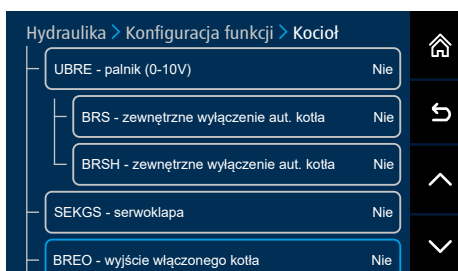 Hydraulika > Konfiguracja funkcji > Kocioł
UBRE - palnik (0-10V) Nie
BRS - zewnętrzne wyłączenie aut. kotła Nie
BRSH - zewnętrzne wyłączenie aut. kotła Nie
SEKGS - serwoklapa Nie
BREO - wyjście włączonego kotła Nie